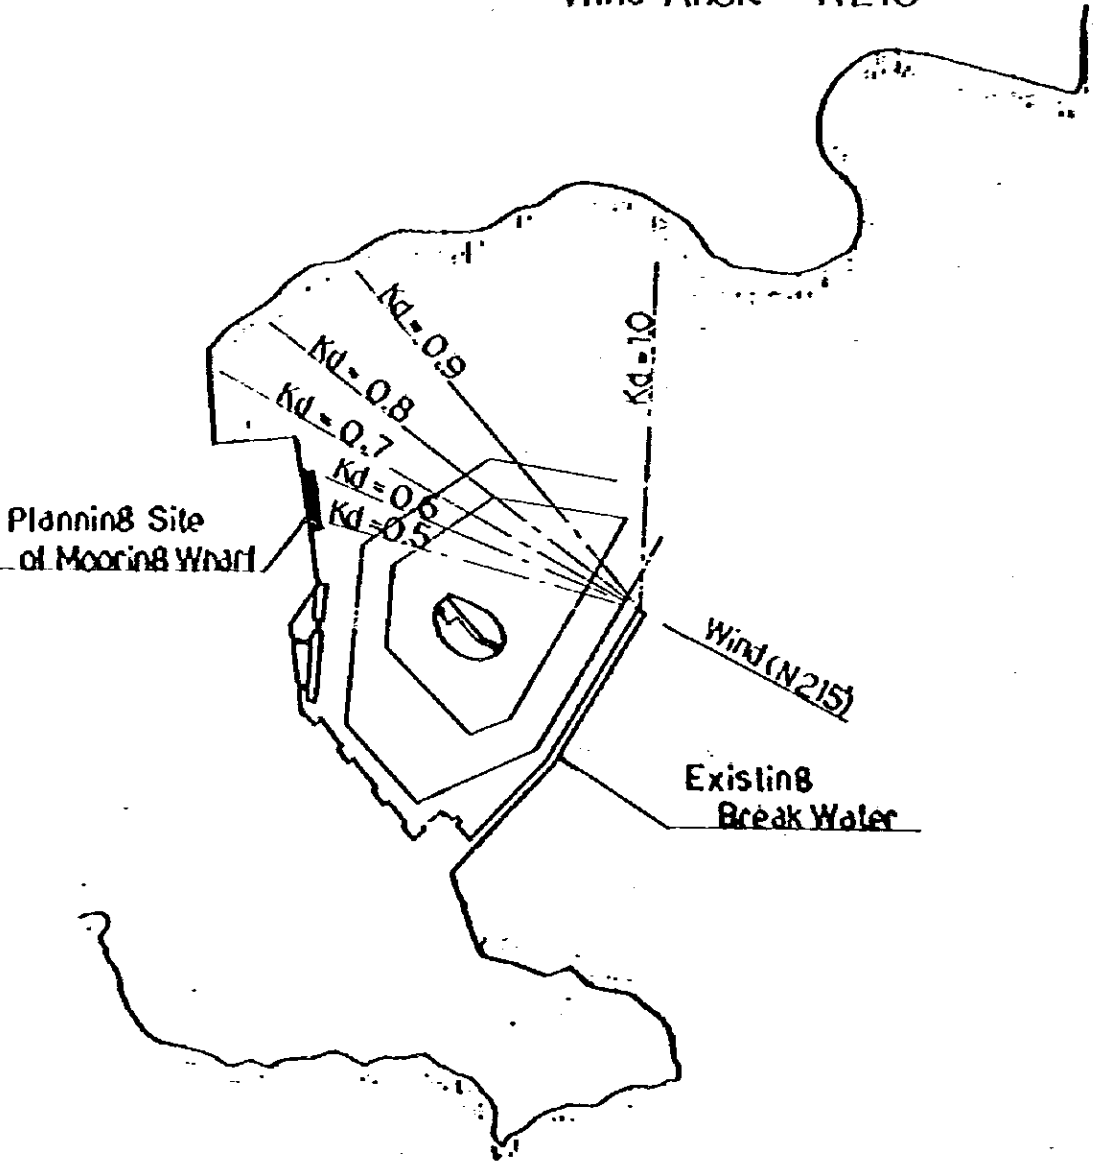 Kd = 0.9
Kd = 1.0
Kd = 0.8
Kd = 0.7
Kd = 0.6
Kd = 0.5
Planning Site
of Mooring Wharf
Wind (N215)
Existing
Break Water